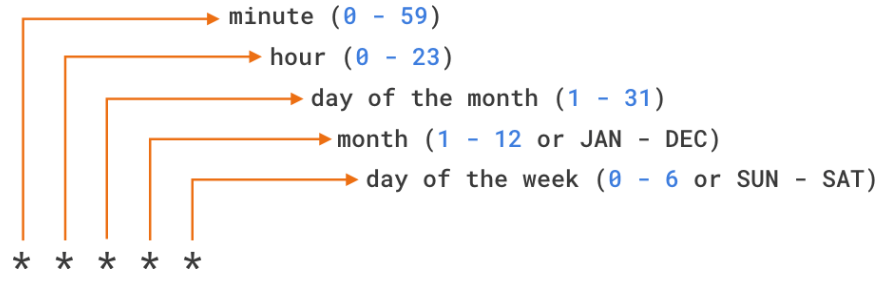 minute (0 - 59)
hour (0 - 23)
day of the month (1 - 31)
month (1 - 12 or JAN - DEC)
day of the week (0 - 6 or SUN - SAT)
* * * * *